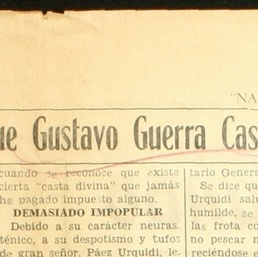 "NA
ue Gustavo Guerra Cas
cuando se reconoce que existe
cierta "casta divina" que jamás
ha pagado impuesto alguno.
DEMASIADO IMPOPULAR
Debido a su carácter neuras-
ténico, a su despotismo y tufos
de gran señor, Páez Urquidi, le.
tario Genera
Se dice q
Urquidi salu
humilde, se
las frota co
no pescar m
reciéndose e